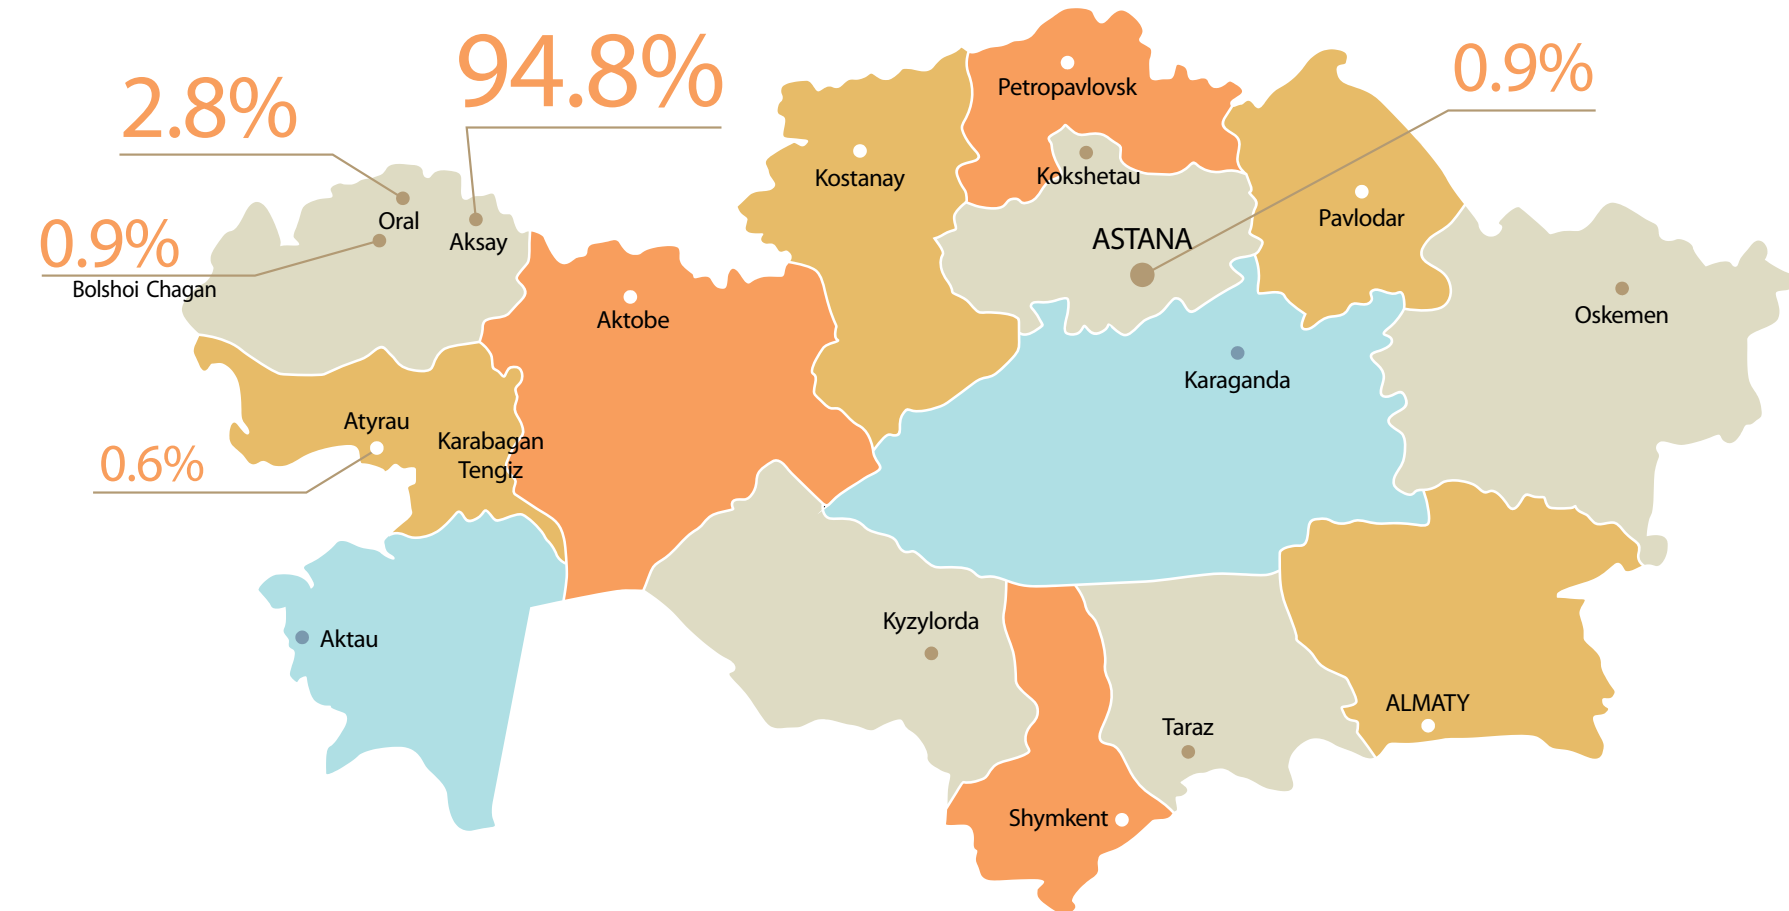 94.8%
0.9%
2.8%
Petropavlovsk
Kostanay
Kokshetau
Pavlodar
Oral
Aksay
0.9%
ASTANA
Bolshoi Chagan
Aktobe
Oskemen
Karaganda
Atyrau
Karabagan
Tengiz
0.6%
Kyzylorda
Aktau
ALMATY
Taraz
Shymkent